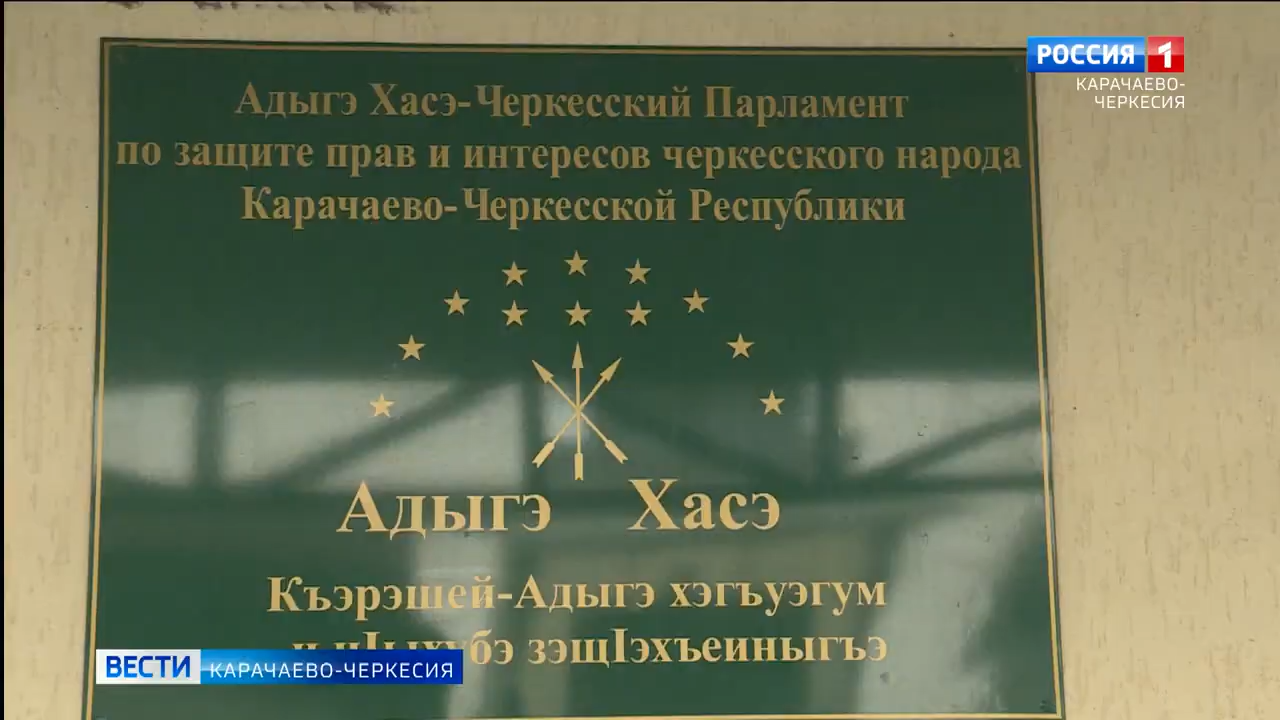 Адыгэ Хасэ-Черкесский Парламент
по защите прав и интересов черкесского народа
Карачаево-Черкесской Республики
Адыгэ Хасэ
Къэрэшей-Адыгэ хэгъуэгум
зэщIэхъеиныгъэ
РОССИЯ 1
КАРАЧАЕВО-
ЧЕРКЕСИЯ
ВЕСТИ КАРАЧАЕВО-ЧЕРКЕСИЯ